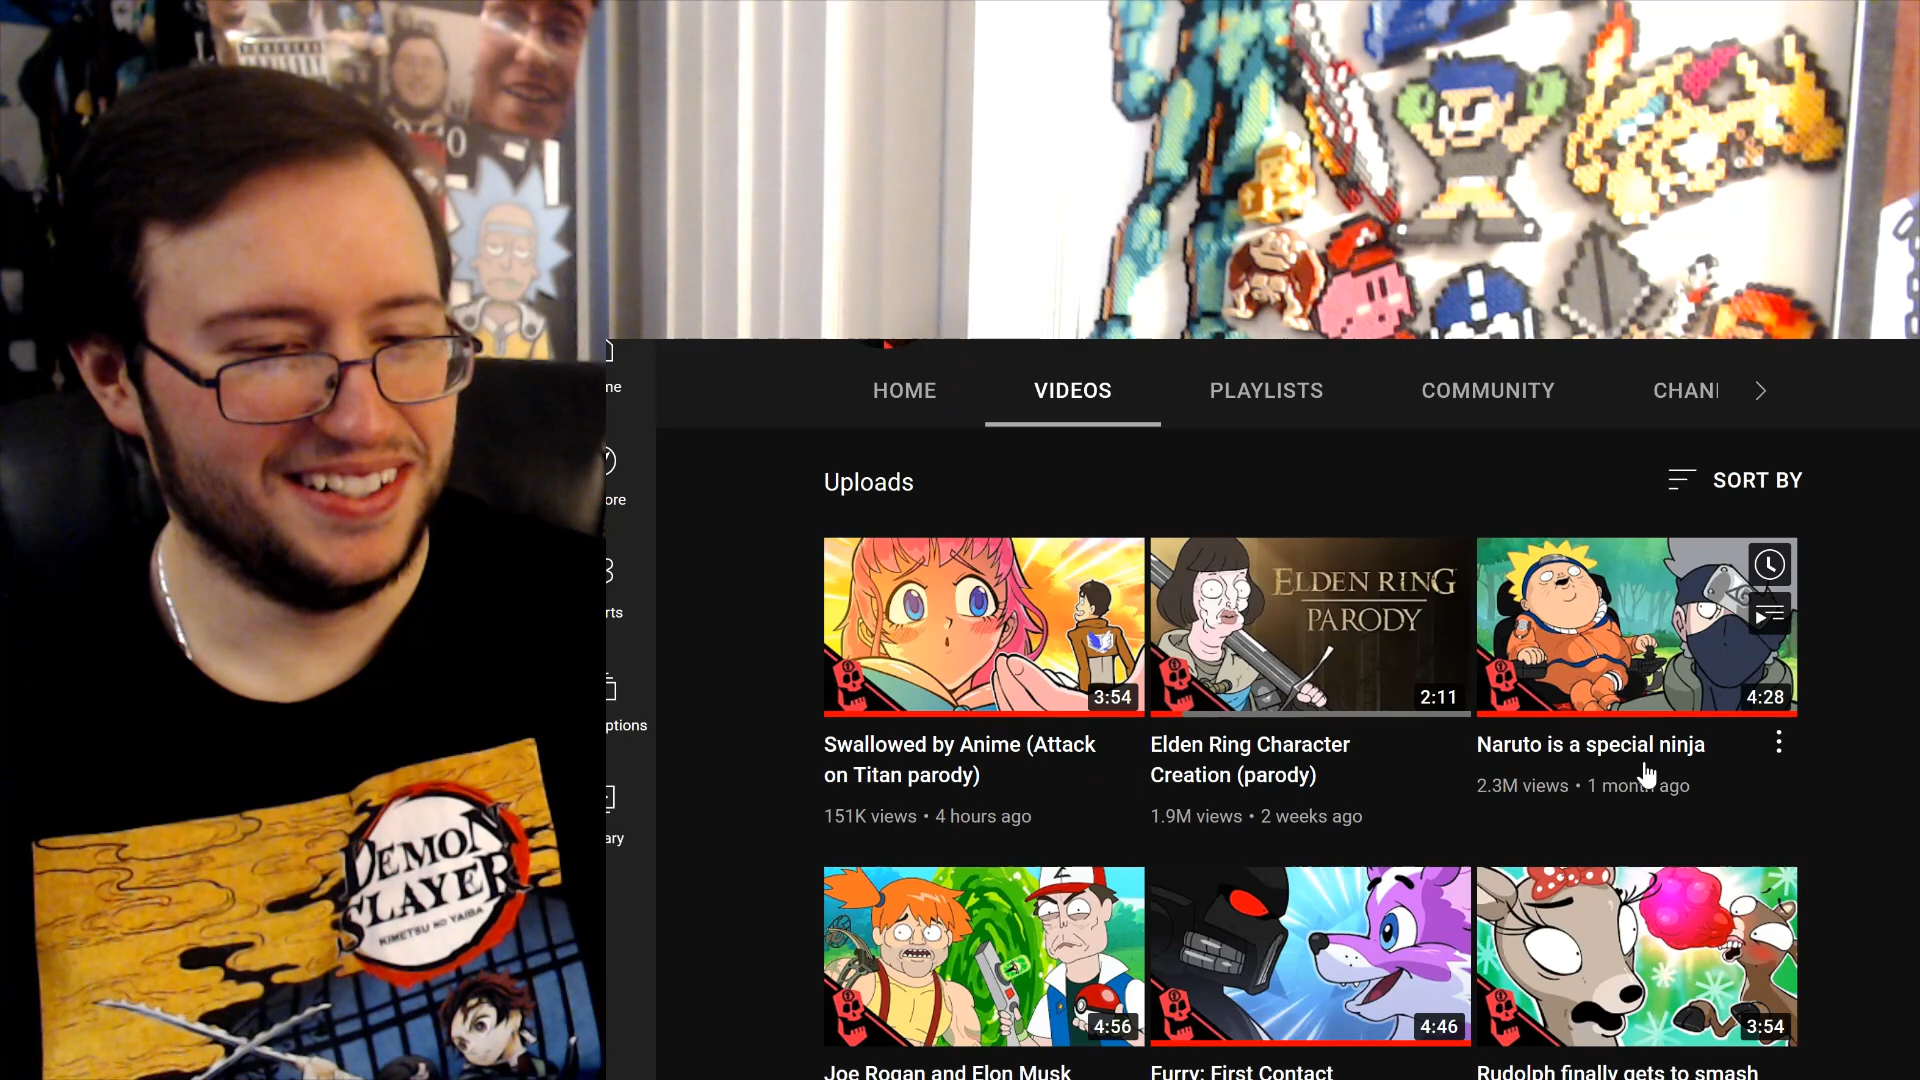 me
HOME
VIDEOS
PLAYLISTS
COMMUNITY
CHAN
ore
Uploads
SORT BY
rts
ELDEN RING
PARODY
3:54
2:11
4:28
ptions
Swallowed by Anime (Attack
on Titan parody)
Elden Ring Character
Creation (parody)
Naruto is a special ninja
151K views • 4 hours ago
1.9M views • 2 weeks ago
2.3M views • 1 month ago
ary
DEMON
SLAYER
KIMETSU NO YAIBA
4:56
4:46
3:54
Joe Rogan and Elon Musk
Furry: First Contact
Rudolph finally gets to smash